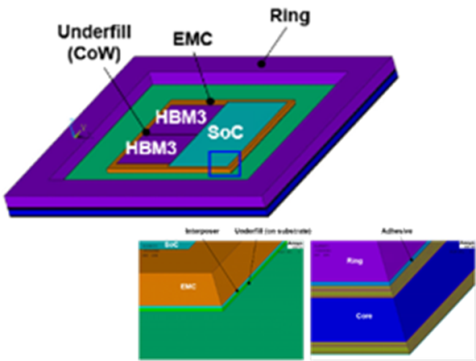 Underfill
(CoW)
EMC
Ring
HBM3
SoC
HBM3
Interposer
Underfill (on substrate)
Adhesive
SoC
EMC
Ring
Core